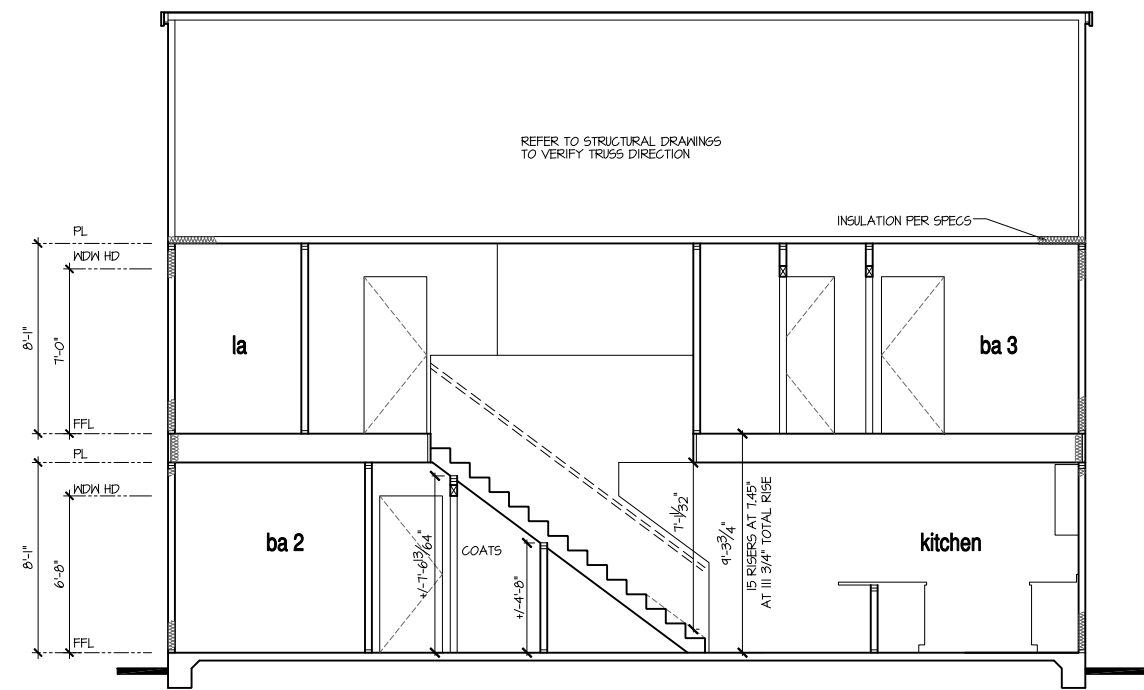 REFER TO STRUCTURAL DRAWINGS
TO VERIFY TRUSS DIRECTION
INSULATION PER SPECS
PL
WDW HD
8'-1"
7'-0"
la
ba 3
FFL
PL
WDW HD
8'-1"
6'-8"
ba 2
+/-7'-6 13/64"
COATS
+/-4'-8"
7'-1/32"
9'-3 3/4"
15 RISERS AT 7.45"
AT 111 3/4" TOTAL RISE
kitchen
FFL